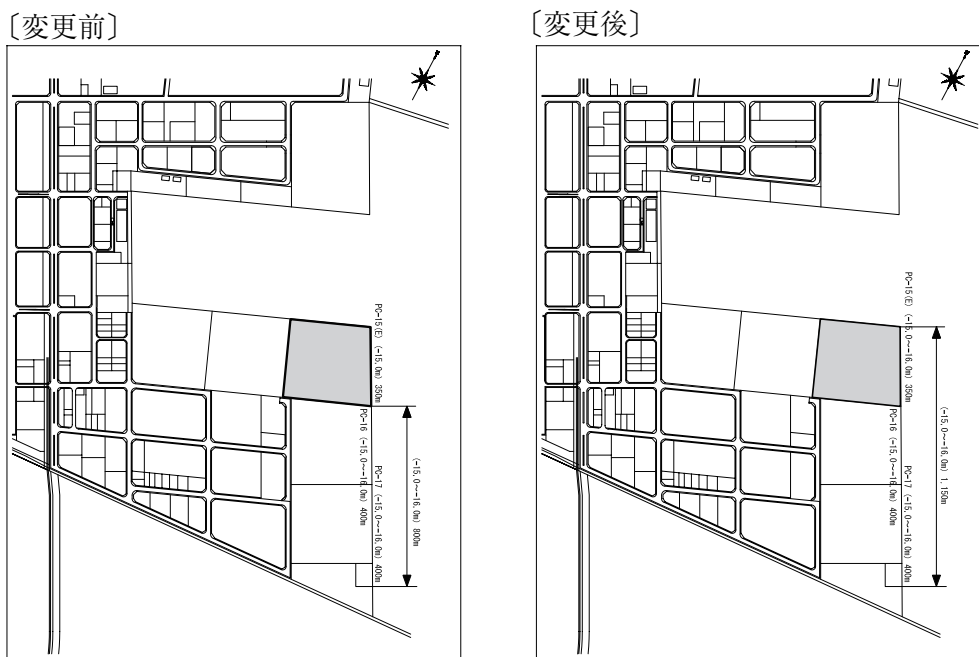 〔変更前〕
PC-15(E) (-15.0m) 350m
PC-16 (-15.0~-16.0m) 400m
PC-17 (-15.0~-16.0m) 400m
(-15.0~-16.0m) 800m
〔変更後〕
PC-15(E) (-15.0~-16.0m) 350m
PC-16 (-15.0~-16.0m) 400m
PC-17 (-15.0~-16.0m) 400m
(-15.0~-16.0m) 1,150m